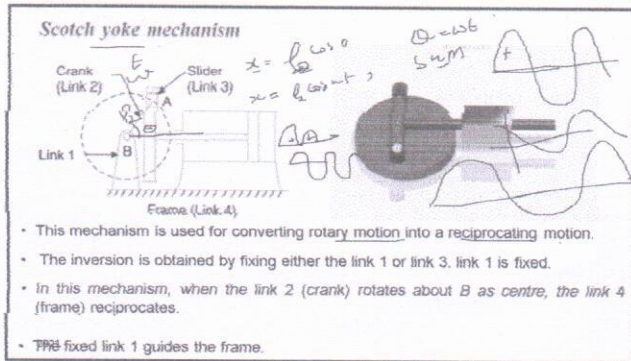 Scotch yoke mechanism
Crank
(Link 2)
Slider
(Link 3)
A
B
Link 1
Frame (Link 4)
x = cos θ
x = cos ωt
θ = ωt
SHM
• This mechanism is used for converting rotary motion into a reciprocating motion.
• The inversion is obtained by fixing either the link 1 or link 3. link 1 is fixed.
• In this mechanism, when the link 2 (crank) rotates about B as centre, the link 4
(frame) reciprocates.
• The fixed link 1 guides the frame.